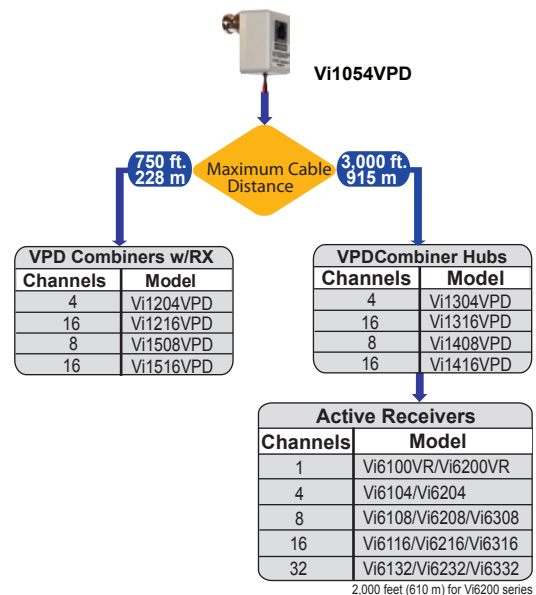 Vi1054VPD
750 ft.
228 m
Maximum Cable
Distance
3,000 ft.
915 m
VPD Combiners w/RX
Channels Model
4 Vi1204VPD
16 Vi1216VPD
8 Vi1508VPD
16 Vi1516VPD
VPDCombiner Hubs
Channels Model
4 Vi1304VPD
16 Vi1316VPD
8 Vi1408VPD
16 Vi1416VPD
Active Receivers
Channels Model
1 Vi6100VR/Vi6200VR
4 Vi6104/Vi6204
8 Vi6108/Vi6208/Vi6308
16 Vi6116/Vi6216/Vi6316
32 Vi6132/Vi6232/Vi6332
2,000 feet (610 m) for Vi6200 series